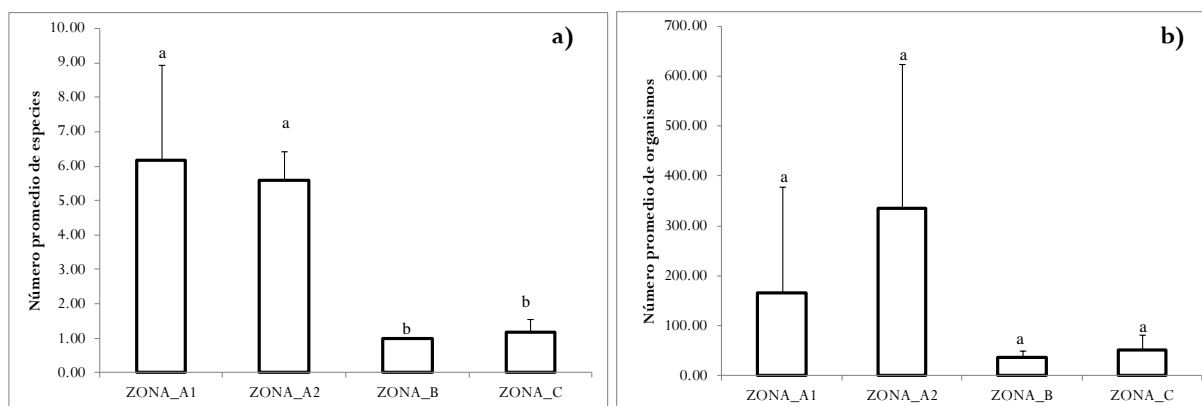 a)
Número promedio de especies
10.00
9.00
8.00
7.00
6.00
5.00
4.00
3.00
2.00
1.00
0.00
a
a
b
b
ZONA_A1
ZONA_A2
ZONA_B
ZONA_C
b)
Número promedio de organismos
700.00
600.00
500.00
400.00
300.00
200.00
100.00
0.00
a
a
a
a
ZONA_A1
ZONA_A2
ZONA_B
ZONA_C